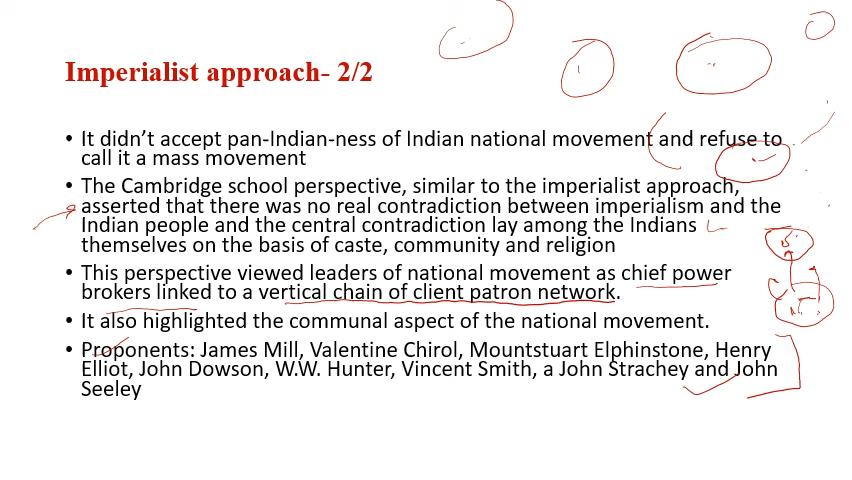 Imperialist approach- 2/2
• It didn't accept pan-Indian-ness of Indian national movement and refuse to
call it a mass movement
• The Cambridge school perspective, similar to the imperialist approach,
asserted that there was no real contradiction between imperialism and the
Indian people and the central contradiction lay among the Indians
themselves on the basis of caste, community and religion
• This perspective viewed leaders of national movement as chief power
brokers linked to a vertical chain of client patron network.
• It also highlighted the communal aspect of the national movement.
• Proponents: James Mill, Valentine Chirol, Mountstuart Elphinstone, Henry
Elliot, John Dowson, W.W. Hunter, Vincent Smith, a John Strachey and John
Seeley